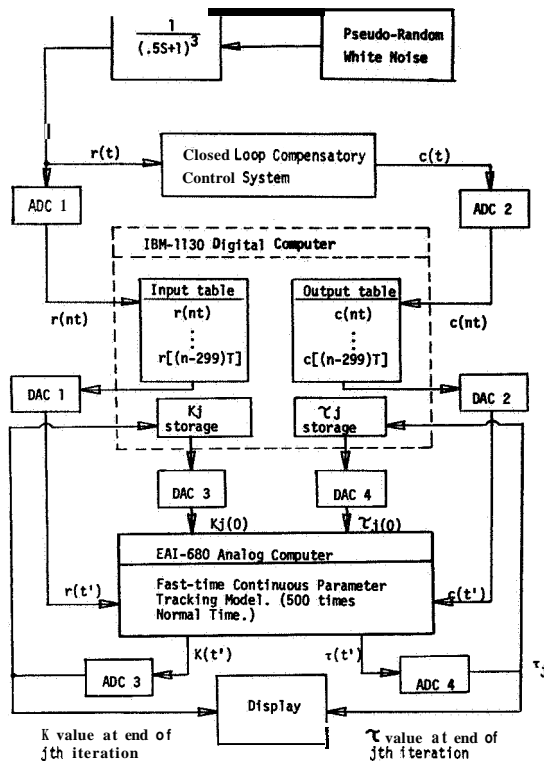 1
(.5S+1)3
Pseudo-Random
White Noise
r(t)
Closed Loop Compensatory
Control System
c(t)
ADC 1
ADC 2
IBM-1130 Digital Computer
Input table
r(nt)
⋮
r[(n-299)T]
Output table
c(nt)
⋮
c[(n-299)T]
r(nt)
c(nt)
DAC 1
DAC 2
Kj
storage
τj
storage
DAC 3
DAC 4
Kj(0)
τj(0)
EAI-680 Analog Computer
Fast-time Continuous Parameter
Tracking Model. (500 times
Normal Time.)
r(t')
c(t')
K(t')
τ(t')
ADC 3
ADC 4
τj
Display
K value at end of
jth iteration
τ value at end of
jth iteration